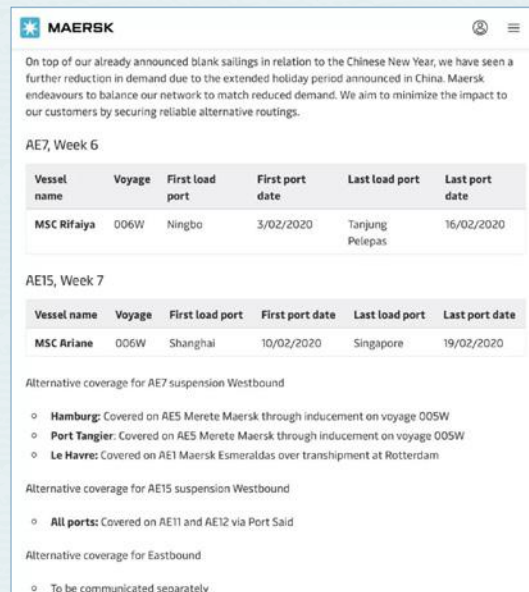 MAERSK
On top of our already announced blank sailings in relation to the Chinese New Year, we have seen a
further reduction in demand due to the extended holiday period announced in China. Maersk
endeavours to balance our network to match reduced demand. We aim to minimize the impact to
our customers by securing reliable alternative routings.
AE7, Week 6
Vessel name Voyage First load port First port date Last load port Last port date
MSC Rifaiya 006W Ningbo 3/02/2020 Tanjung Pelepas 16/02/2020
AE15, Week 7
Vessel name Voyage First load port First port date Last load port Last port date
MSC Ariane 006W Shanghai 10/02/2020 Singapore 19/02/2020
Alternative coverage for AE7 suspension Westbound
Hamburg: Covered on AE5 Merete Maersk through inducement on voyage 005W
Port Tangier: Covered on AE5 Merete Maersk through inducement on voyage 005W
Le Havre: Covered on AE1 Maersk Esmeraldas over transhipment at Rotterdam
Alternative coverage for AE15 suspension Westbound
All ports: Covered on AE11 and AE12 via Port Said
Alternative coverage for Eastbound
To be communicated separately